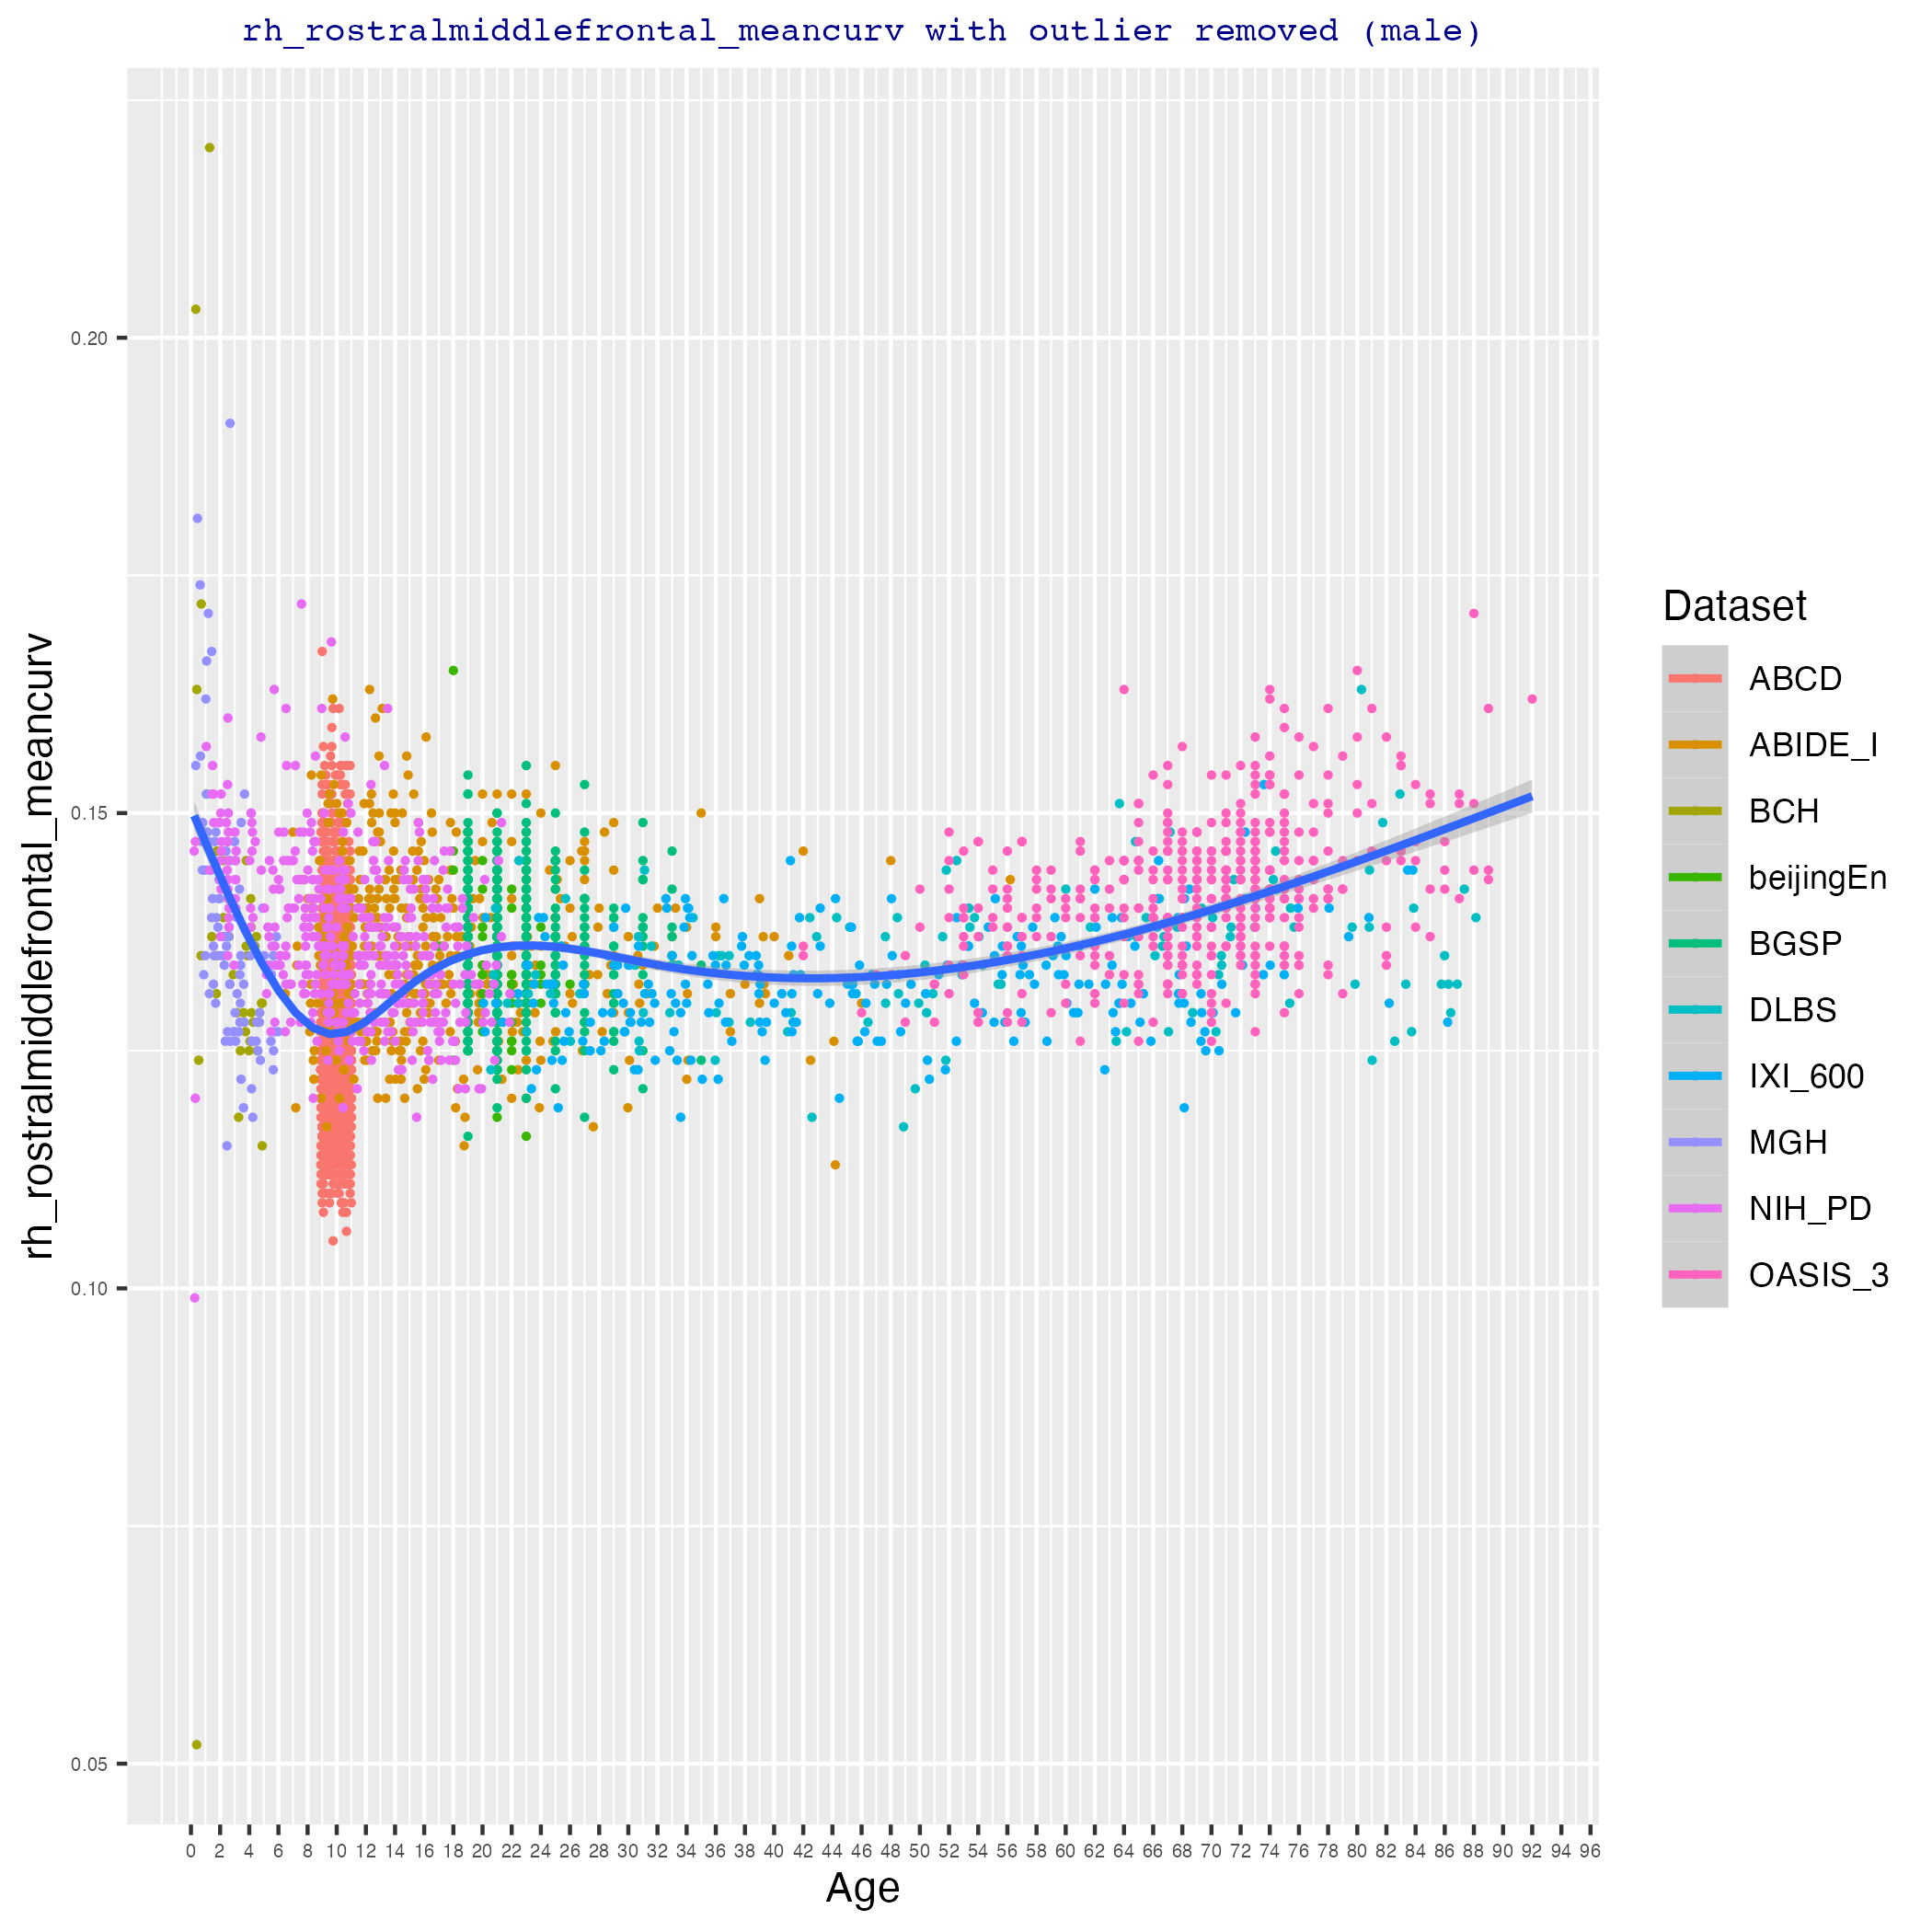 rh_rostralmiddlefrontal_meancurv with outlier removed (male)
rh_rostralmiddlefrontal_meancurv
0.20
0.15
0.10
0.05
0 2 4 6 8 10 12 14 16 18 20 22 24 26 28 30 32 34 36 38 40 42 44 46 48 50 52 54 56 58 60 62 64 66 68 70 72 74 76 78 80 82 84 86 88 90 92 94 96
Age
Dataset
ABCD
ABIDE_I
BCH
beijingEn
BGSP
DLBS
IXI_600
MGH
NIH_PD
OASIS_3